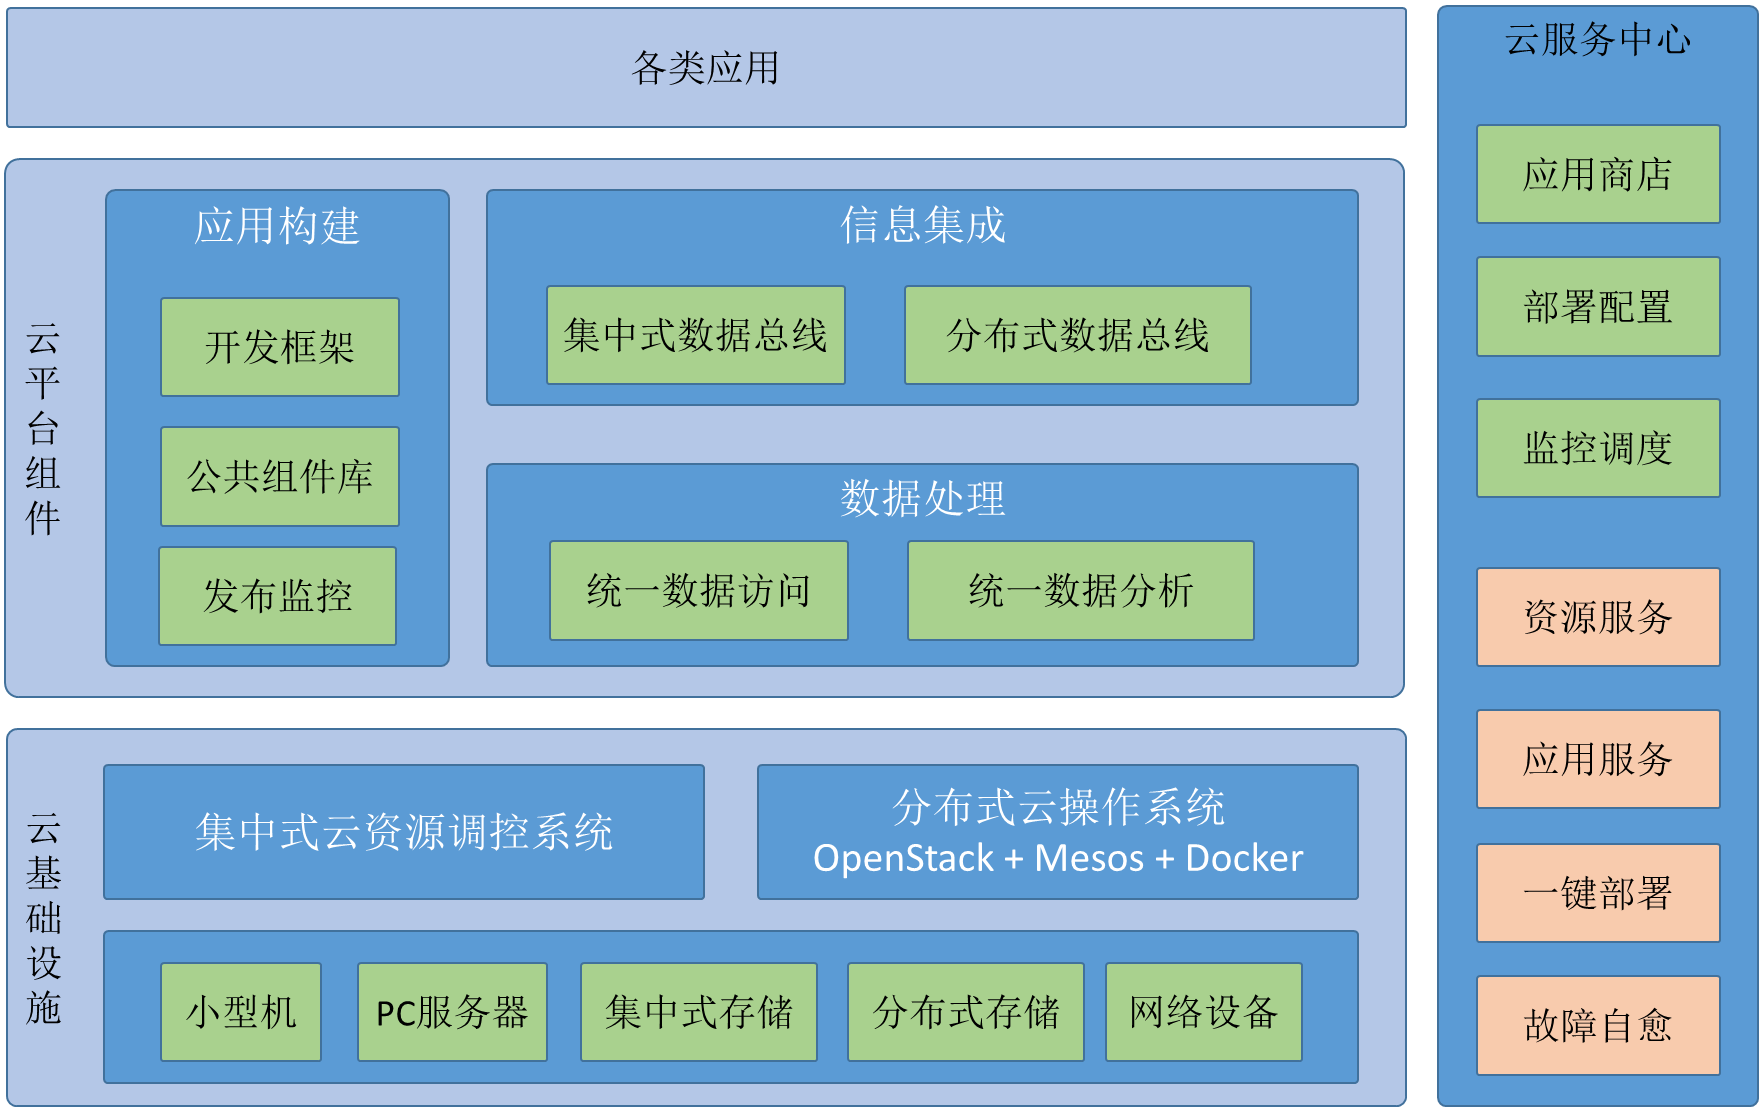 各类应用
云平台组件
应用构建
开发框架
公共组件库
发布监控
信息集成
集中式数据总线
分布式数据总线
数据处理
统一数据访问
统一数据分析
云基础设施
集中式云资源调控系统
分布式云操作系统
OpenStack + Mesos + Docker
小型机
PC服务器
集中式存储
分布式存储
网络设备
云服务中心
应用商店
部署配置
监控调度
资源服务
应用服务
一键部署
故障自愈